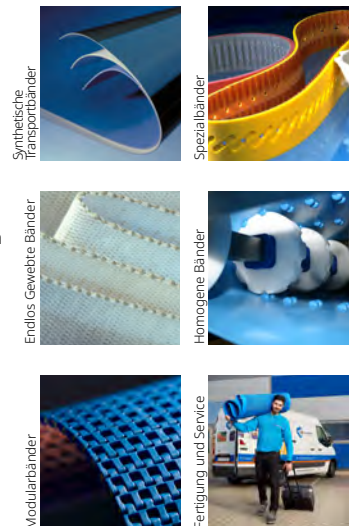 Synthetische
Transportbänder
Spezialbänder
Endlos Gewebte Bänder
Homogene Bänder
Modularbänder
Fertigung und Service